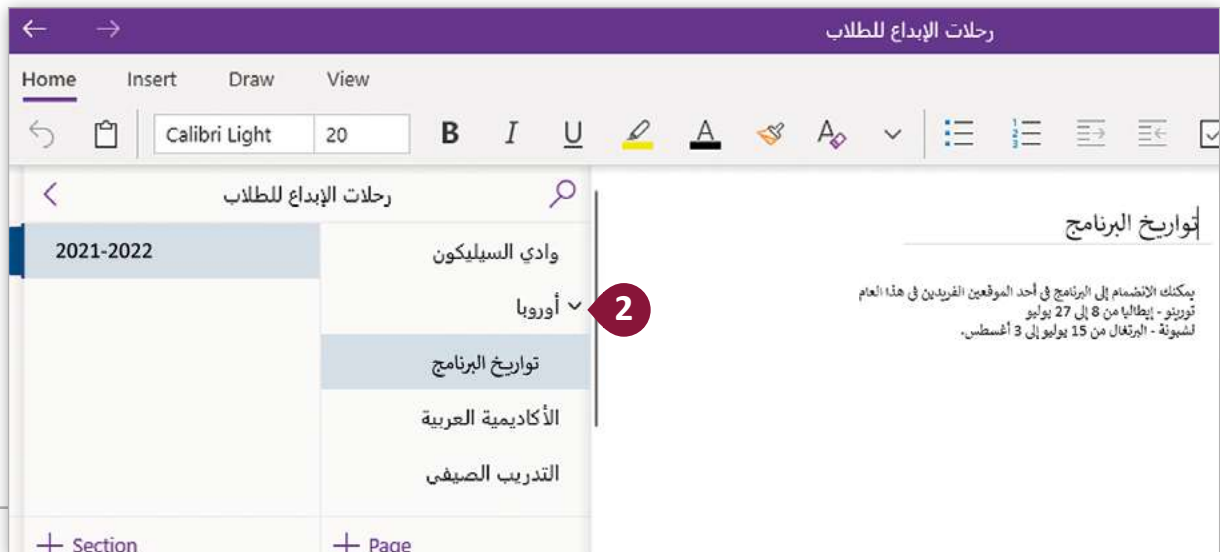 رحلات الإبداع للطلاب
Home Insert Draw View
Calibri Light 20 B I U A A
رحلات الإبداع للطلاب
2021-2022
وادي السيليكون
أوروبا
2
تواريخ البرنامج
الأكاديمية العربية
التدريب الصيفي
+ Section
+ Page
تواريخ البرنامج
يمكنك الانضمام إلى البرنامج في أحد الموقعين الفريدين في هذا العام
تورينو - إيطاليا من 8 إلى 27 يوليو
لشبونة - البرتغال من 15 يوليو إلى 3 أغسطس.